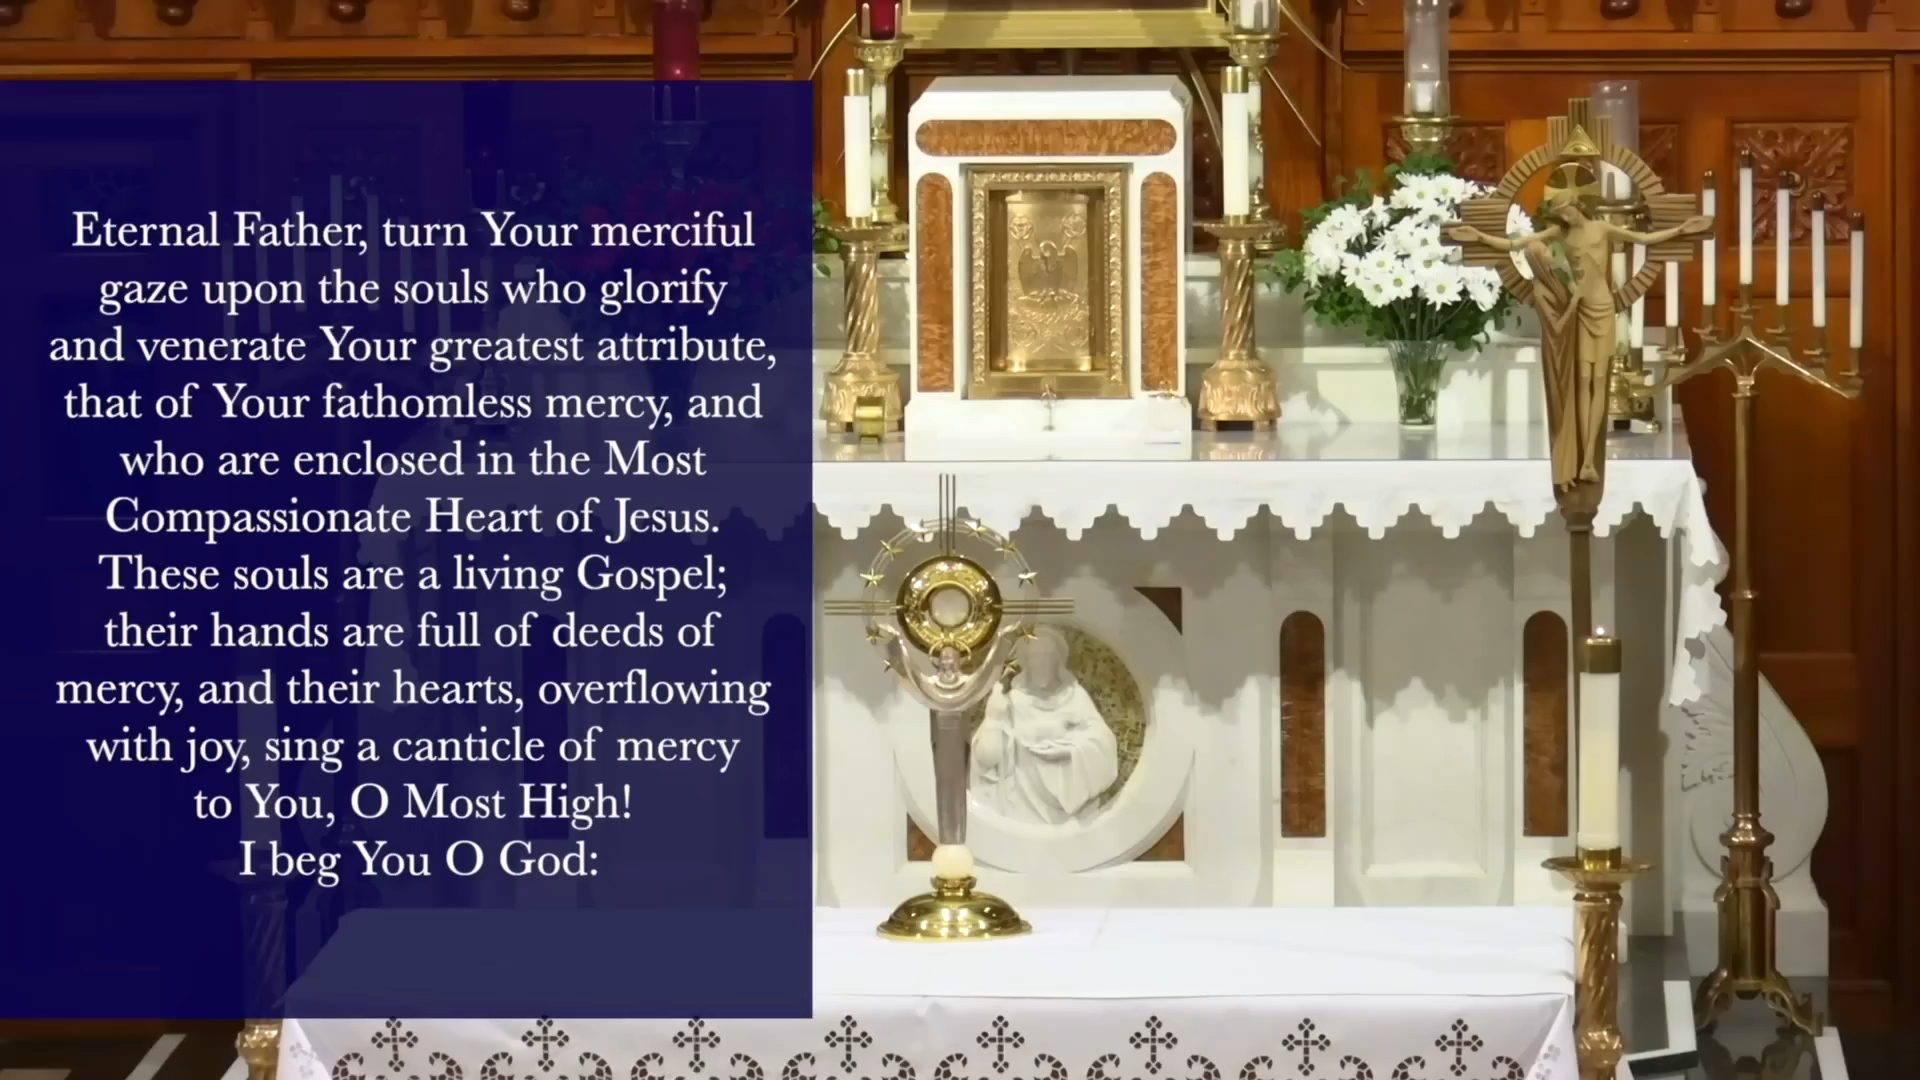 Eternal Father, turn Your merciful
gaze upon the souls who glorify
and venerate Your greatest attribute,
that of Your fathomless mercy, and
who are enclosed in the Most
Compassionate Heart of Jesus.
These souls are a living Gospel;
their hands are full of deeds of
mercy, and their hearts, overflowing
with joy, sing a canticle of mercy
to You, O Most High!
I beg You O God: